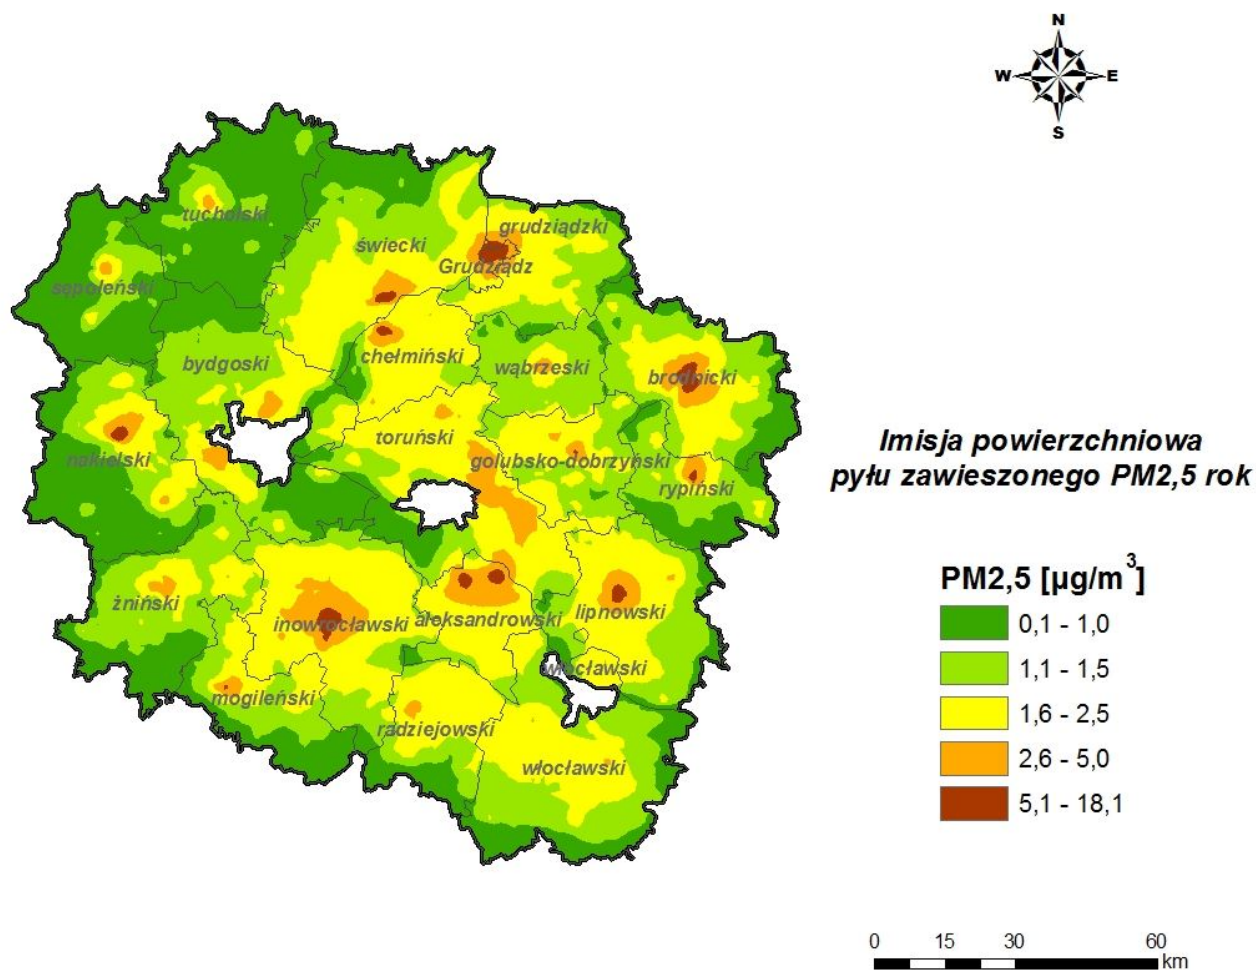 N
W E
S
tucholski
grudziądzki
świecki
Grudziądz
sępoleński
chełmiński
bydgoski
wąbrzeski
brodnicki
toruński
nakielski
golubsko-dobrzyński
rypiński
żniński
inowrocławski
aleksandrowski
lipnowski
włocławski
mogileński
radziejowski
włocławski
Imisja powierzchniowa
pyłu zawieszonego PM2,5 rok
PM2,5 [µg/m³]
0,1 - 1,0
1,1 - 1,5
1,6 - 2,5
2,6 - 5,0
5,1 - 18,1
0 15 30 60
km